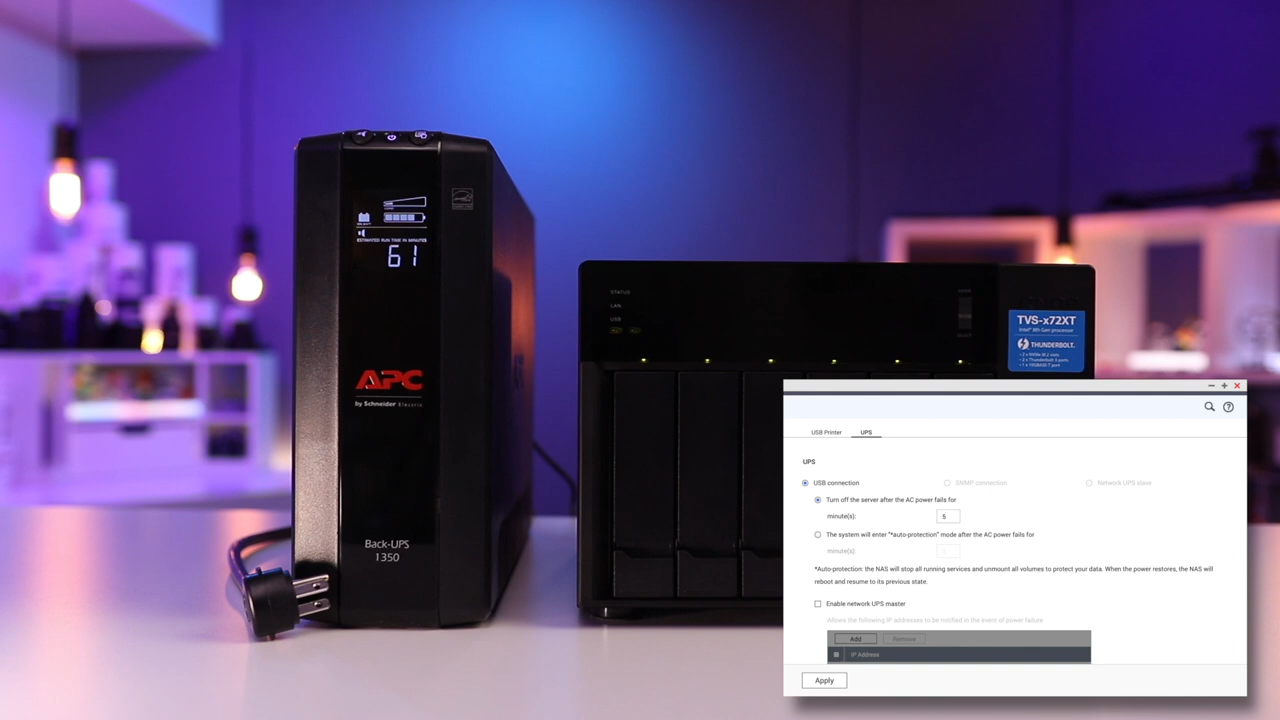 ESTIMATED RUN TIME IN MINUTES
61
APC
by Schneider Electric
Back-UPS
1350
STATUS
LAN
USB
TVS-x72XT
Intel® 8th Gen processor
THUNDERBOLT.
USB Printer
UPS
UPS
USB connection
SNMP connection
Network UPS slave
Turn off the server after the AC power fails for
minute(s):
5
The system will enter "*auto-protection" mode after the AC power fails for
minute(s):
*Auto-protection: the NAS will stop all running services and unmount all volumes to protect your data. When the power restores, the NAS will
reboot and resume to its previous state.
Enable network UPS master
Allows the following IP addresses to be notified in the event of power failure
Add
Remove
IP Address
Apply